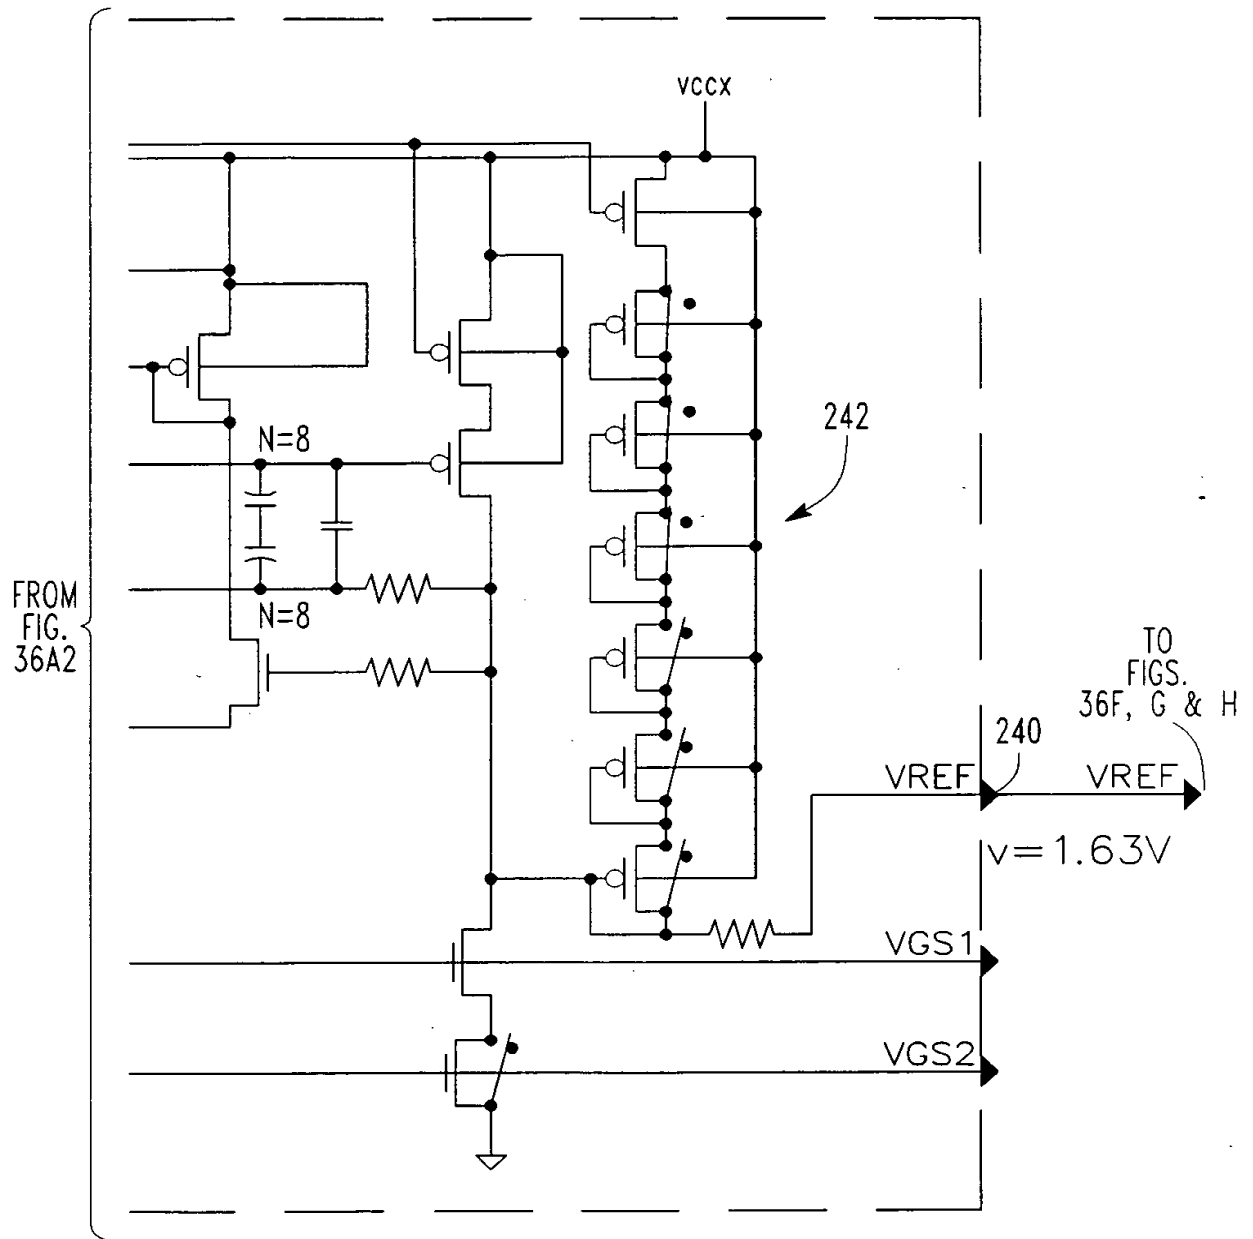 VCCX
242
N=8
N=8
FROM
FIG.
36A2
TO
FIGS.
36F, G & H
240
VREF
VREF
v=1.63V
VGS1
VGS2